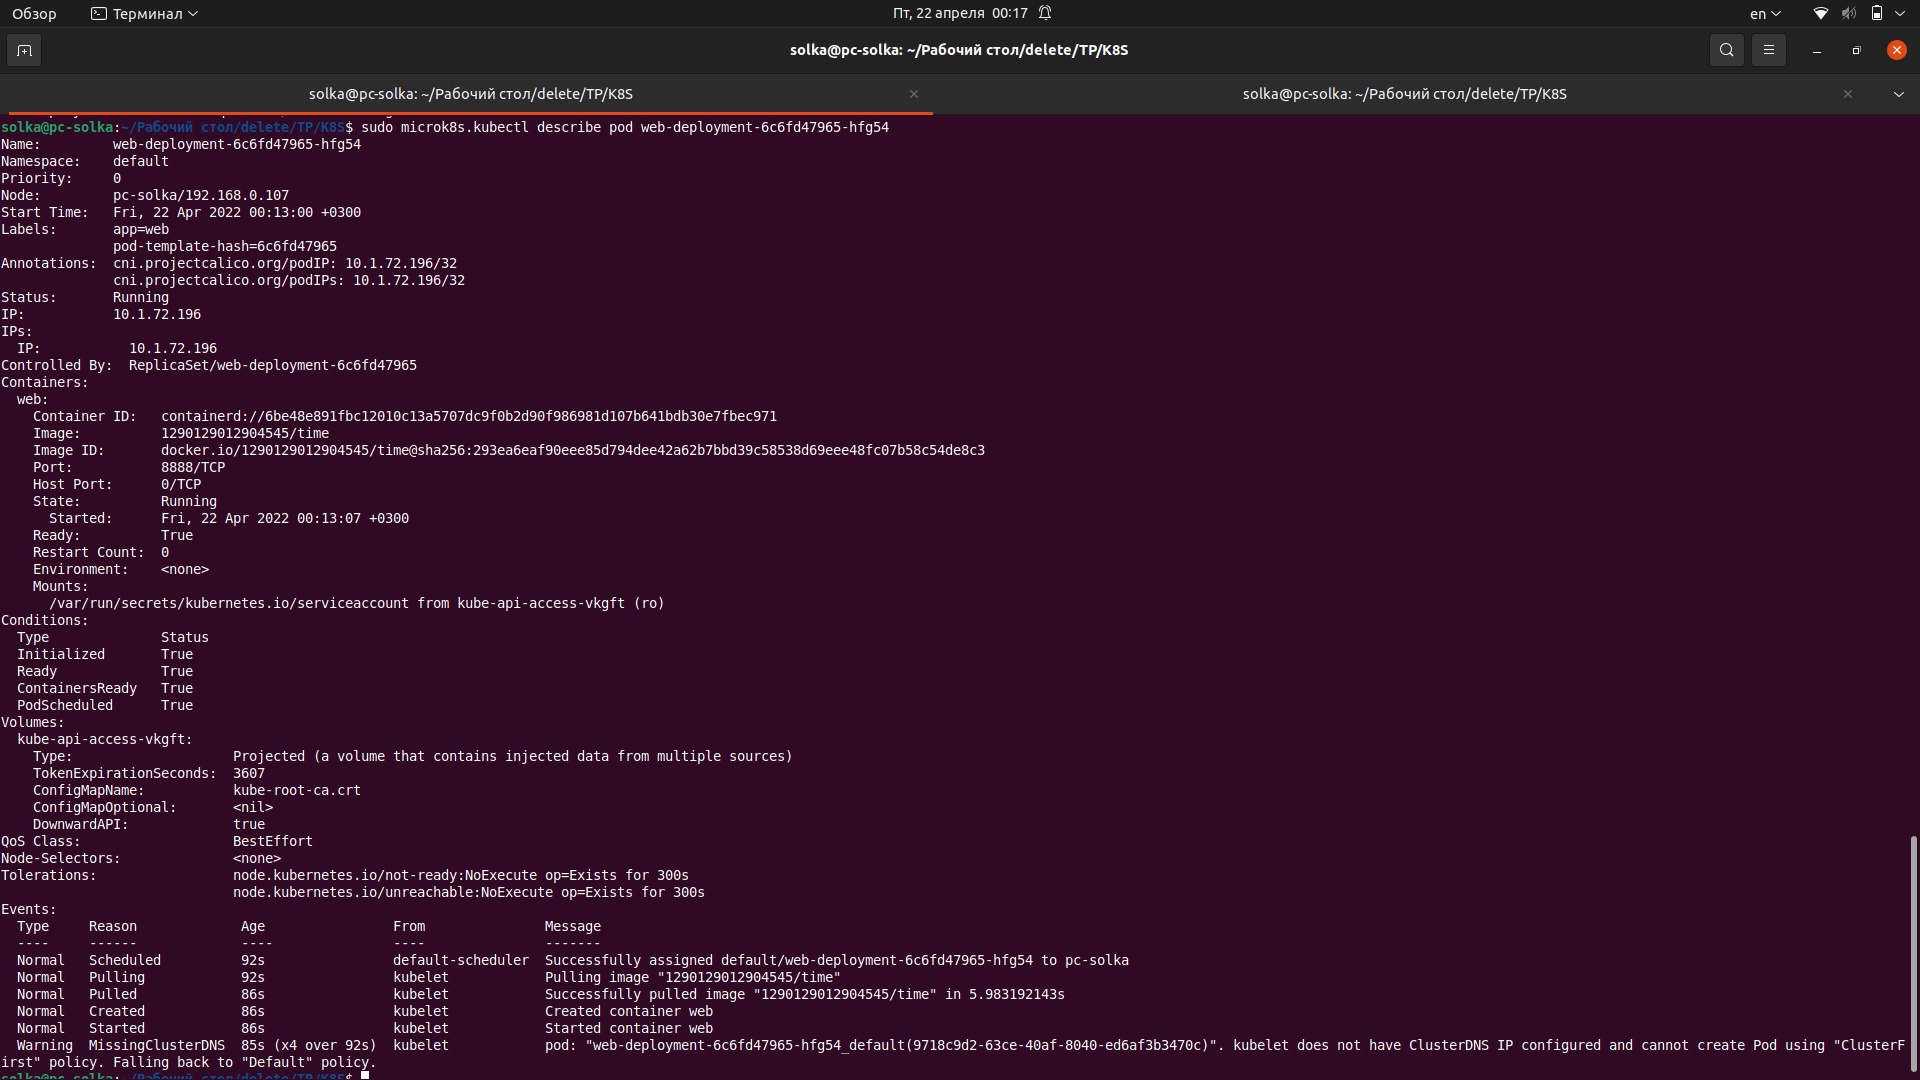 Обзор Терминал Пт, 22 апреля 00:17 en
solka@pc-solka: ~/Рабочий стол/delete/TP/K8S
solka@pc-solka: ~/Рабочий стол/delete/TP/K8S solka@pc-solka: ~/Рабочий стол/delete/TP/K8S
solka@pc-solka:~/Рабочий стол/delete/TP/K8S$ sudo microk8s.kubectl describe pod web-deployment-6c6fd47965-hfg54
Name:         web-deployment-6c6fd47965-hfg54
Namespace:    default
Priority:     0
Node:         pc-solka/192.168.0.107
Start Time:   Fri, 22 Apr 2022 00:13:00 +0300
Labels:       app=web
              pod-template-hash=6c6fd47965
Annotations:  cni.projectcalico.org/podIP: 10.1.72.196/32
              cni.projectcalico.org/podIPs: 10.1.72.196/32
Status:       Running
IP:           10.1.72.196
IPs:
  IP:           10.1.72.196
Controlled By:  ReplicaSet/web-deployment-6c6fd47965
Containers:
  web:
    Container ID:   containerd://6be48e891fbc12010c13a5707dc9f0b2d90f986981d107b641bdb30e7fbec971
    Image:          1290129012904545/time
    Image ID:       docker.io/1290129012904545/time@sha256:293ea6eaf90eee85d794dee42a62b7bbd39c58538d69eee48fc07b58c54de8c3
    Port:           8888/TCP
    Host Port:      0/TCP
    State:          Running
      Started:      Fri, 22 Apr 2022 00:13:07 +0300
    Ready:          True
    Restart Count:  0
    Environment:    <none>
    Mounts:
      /var/run/secrets/kubernetes.io/serviceaccount from kube-api-access-vkgft (ro)
Conditions:
  Type              Status
  Initialized       True
  Ready             True
  ContainersReady   True
  PodScheduled      True
Volumes:
  kube-api-access-vkgft:
    Type:                    Projected (a volume that contains injected data from multiple sources)
    TokenExpirationSeconds:  3607
    ConfigMapName:           kube-root-ca.crt
    ConfigMapOptional:       <nil>
    DownwardAPI:             true
QoS Class:                   BestEffort
Node-Selectors:              <none>
Tolerations:                 node.kubernetes.io/not-ready:NoExecute op=Exists for 300s
                             node.kubernetes.io/unreachable:NoExecute op=Exists for 300s
Events:
  Type     Reason             Age                From               Message
  ----     ------             ----               ----               -------
  Normal   Scheduled          92s                default-scheduler  Successfully assigned default/web-deployment-6c6fd47965-hfg54 to pc-solka
  Normal   Pulling            92s                kubelet            Pulling image "1290129012904545/time"
  Normal   Pulled             86s                kubelet            Successfully pulled image "1290129012904545/time" in 5.983192143s
  Normal   Created            86s                kubelet            Created container web
  Normal   Started            86s                kubelet            Started container web
  Warning  MissingClusterDNS  85s (x4 over 92s)  kubelet            pod: "web-deployment-6c6fd47965-hfg54_default(9718c9d2-63ce-40af-8040-ed6af3b3470c)". kubelet does not have ClusterDNS IP configured and cannot create Pod using "ClusterF
irst" policy. Falling back to "Default" policy.
solka@pc-solka:~/Рабочий стол/delete/TP/K8S$